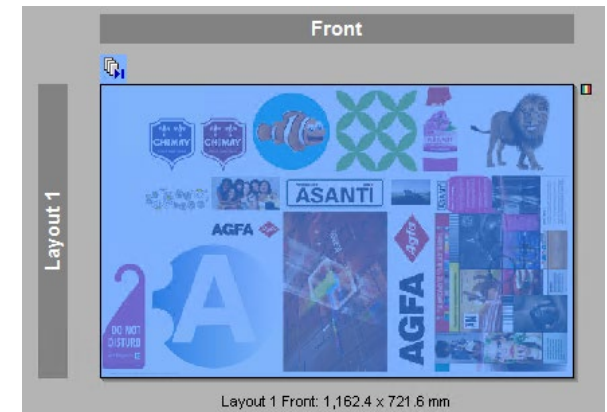 Front
Layout 1
CHIMAY CHIMAY
ASANTI
AGFA
Agfa
AGFA
A
DO NOT
DISTURB
Layout 1 Front: 1,162.4 x 721.6 mm